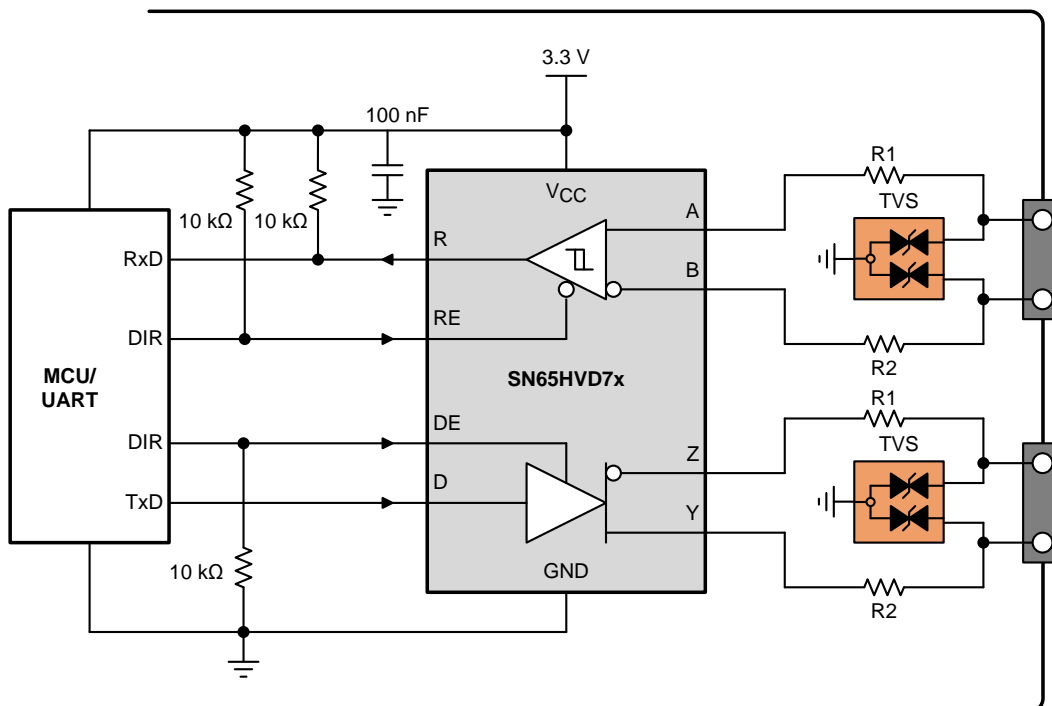 3.3 V
100 nF
10 kΩ
10 kΩ
VCC
R1
TVS
A
R
RxD
B
RE
DIR
R2
MCU/
UART
SN65HVD7x
R1
TVS
DE
DIR
Z
D
TxD
Y
10 kΩ
GND
R2